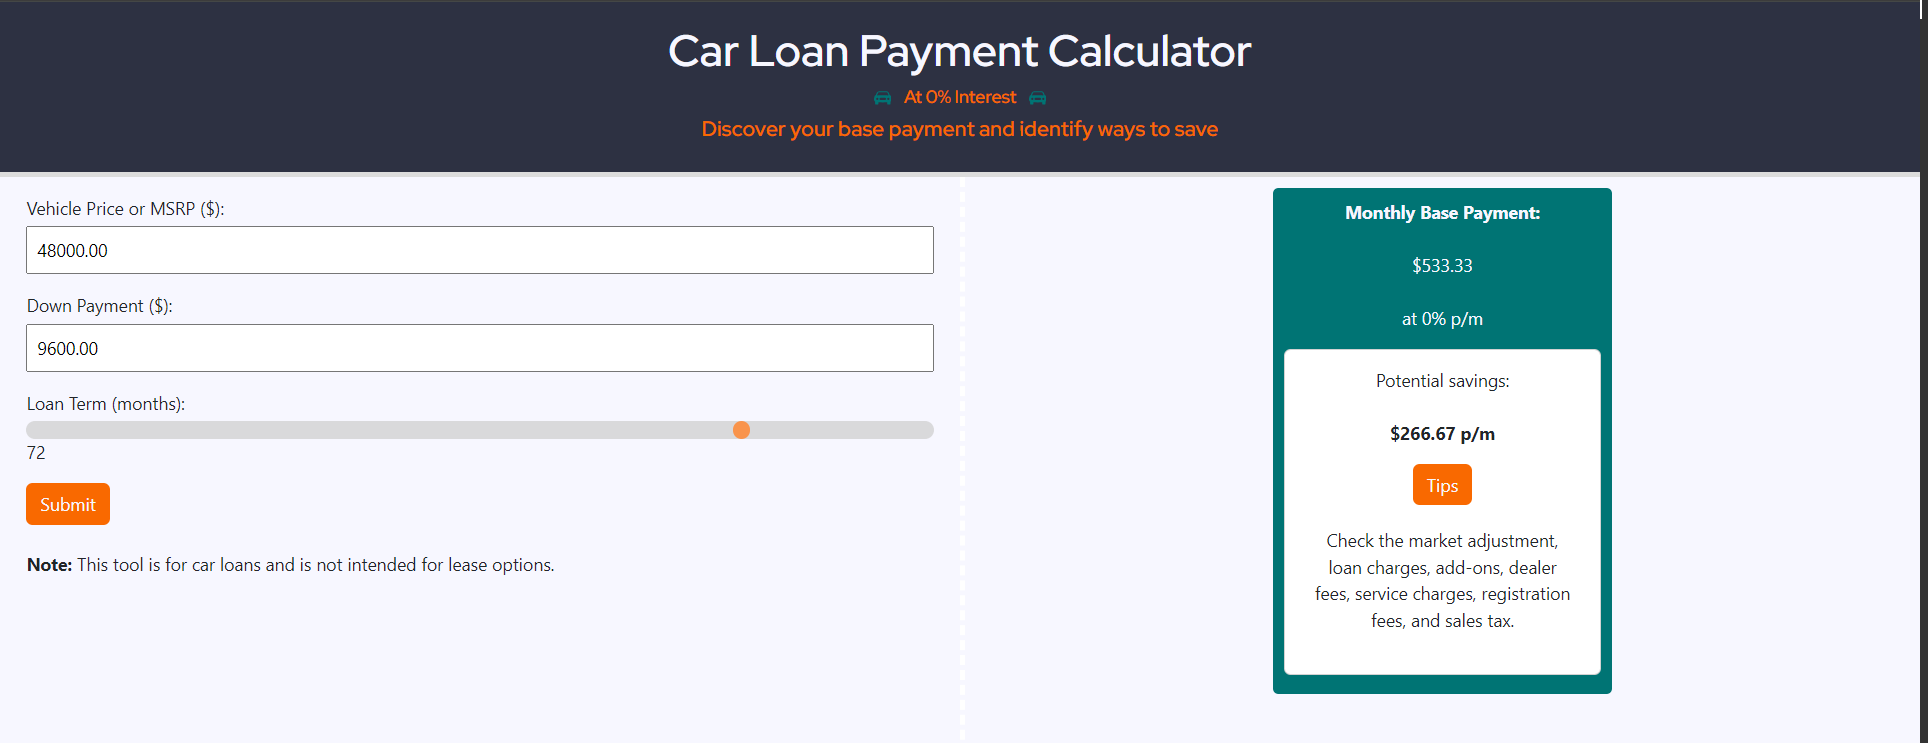 Car Loan Payment Calculator
At 0% Interest
Discover your base payment and identify ways to save
Vehicle Price or MSRP ($):
48000.00
Down Payment ($):
9600.00
Loan Term (months):
72
Submit
Note: This tool is for car loans and is not intended for lease options.
Monthly Base Payment:
$533.33
at 0% p/m
Potential savings:
$266.67 p/m
Tips
Check the market adjustment,
loan charges, add-ons, dealer
fees, service charges, registration
fees, and sales tax.